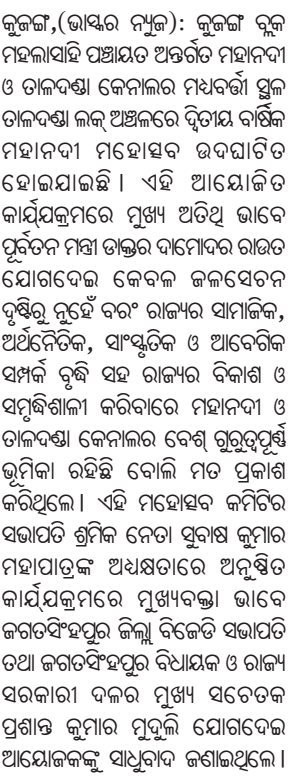 କୁଜଙ୍ଗ,(ଭାସ୍କର ନ୍ୟୁଜ): କୁଜଙ୍ଗ ବ୍ଲକ
ମହଳାସାହି ପଞ୍ଚାୟତ ଅନ୍ତର୍ଗତ ମହାନଦୀ
ଓ ତାଳଦଣ୍ଡା କେନାଲର ମଧ୍ୟବର୍ତ୍ତୀ ସ୍ଥଳ
ତାଳଦଣ୍ଡା ଲକ୍ ଅଞ୍ଚଳରେ ଦ୍ୱିତୀୟ ବାର୍ଷିକ
ମହାନଦୀ ମହୋତ୍ସବ ଉଦଘାଟିତ
ହୋଇଯାଇଛି। ଏହି ଆୟୋଜିତ
କାର୍ଯ୍ଯକ୍ରମରେ ମୁଖ୍ୟ ଅତିଥି ଭାବେ
ପୂର୍ବତନ ମନ୍ତ୍ରୀ ଡାକ୍ତର ଦାମୋଦର ରାଉତ
ଯୋଗଦେଇ କେବଳ ଜଳସେଚନ
ଦୃଷ୍ଟିରୁ ନୁହେଁ ବରଂ ରାଜ୍ୟର ସାମାଜିକ,
ଅର୍ଥନୈତିକ, ସାଂସ୍କୃତିକ ଓ ଆବେଗିକ
ସମ୍ପର୍କ ବୃଦ୍ଧି ସହ ରାଜ୍ୟର ବିକାଶ ଓ
ସମୃଦ୍ଧିଶାଳୀ କରିବାରେ ମହାନଦୀ ଓ
ତାଳଦଣ୍ଡା କେନାଲର ବେଶ୍ ଗୁରୁତ୍ୱପୂର୍ଣ୍ଣ
ଭୂମିକା ରହିଛି ବୋଲି ମତ ପ୍ରକାଶ
କରିଥିଲେ। ଏହି ମହୋତ୍ସବ କମିଟିର
ସଭାପତି ଶ୍ରମିକ ନେତା ସୁବାଷ କୁମାର
ମହାପାତ୍ରଙ୍କ ଅଧ୍ୟକ୍ଷତାରେ ଅନୁଷ୍ଠିତ
କାର୍ଯ୍ଯକ୍ରମରେ ମୁଖ୍ୟବକ୍ତା ଭାବେ
ଜଗତସିଂହପୁର ଜିଲ୍ଲା ବିଜେଡି ସଭାପତି
ତଥା ଜଗତସିଂହପୁର ବିଧାୟକ ଓ ରାଜ୍ୟ
ସରକାରୀ ଦଳର ମୁଖ୍ୟ ସଚେତକ
ପ୍ରଶାନ୍ତ କୁମାର ମୁଦୁଲି ଯୋଗଦେଇ
ଆୟୋଜକଙ୍କୁ ସାଧୁବାଦ ଜଣାଇଥିଲେ।